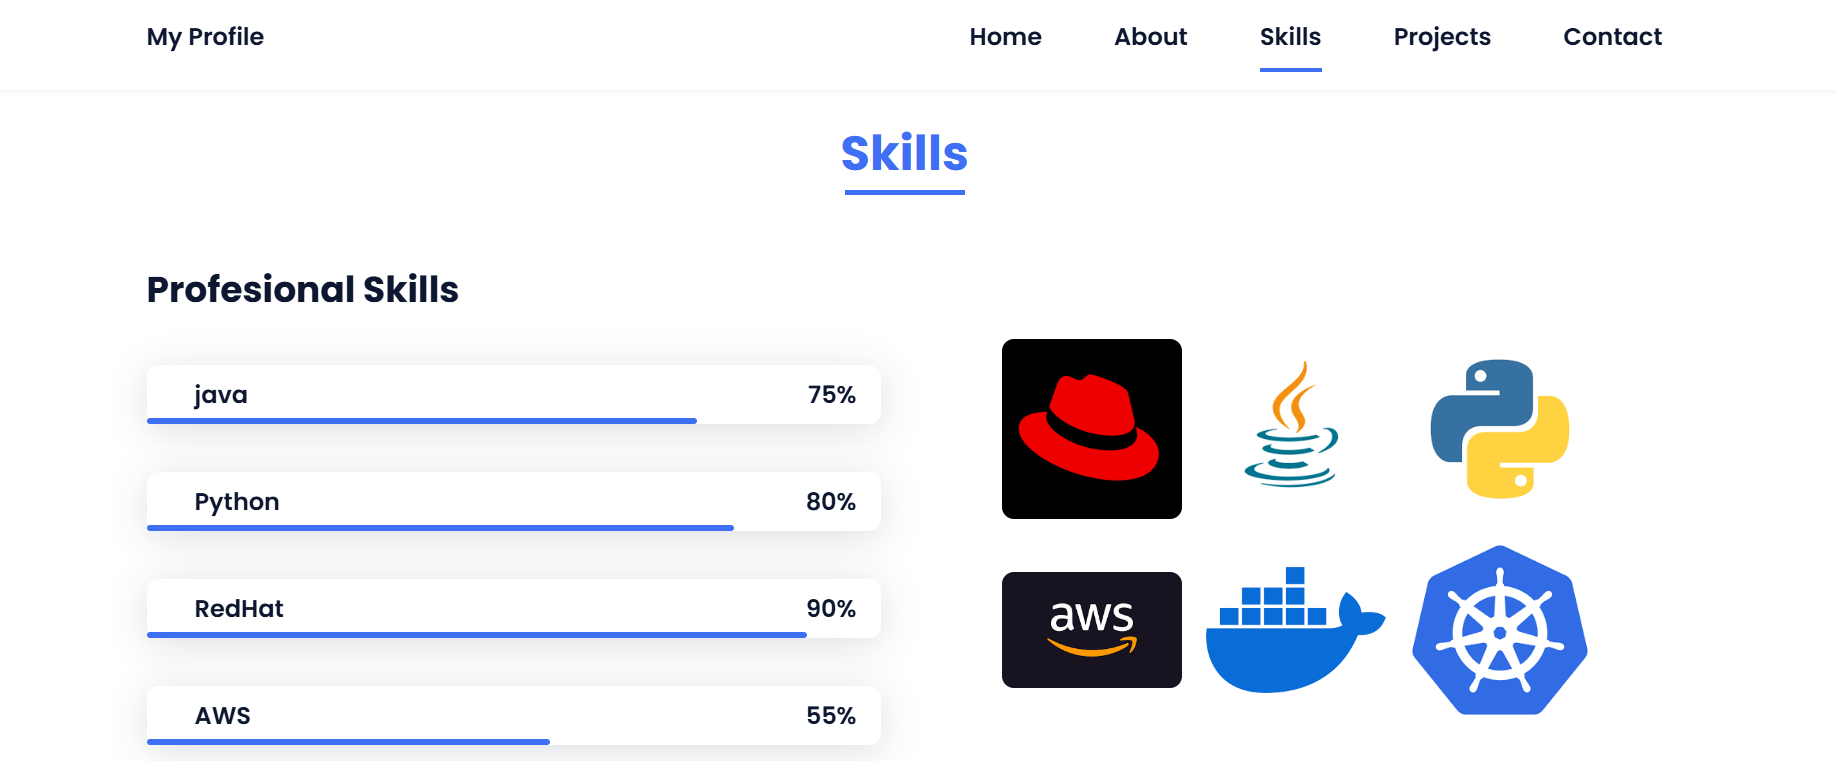 My Profile Home About Skills Projects Contact
Skills
Profesional Skills
java 75%
Python 80%
RedHat 90%
AWS 55%
aws